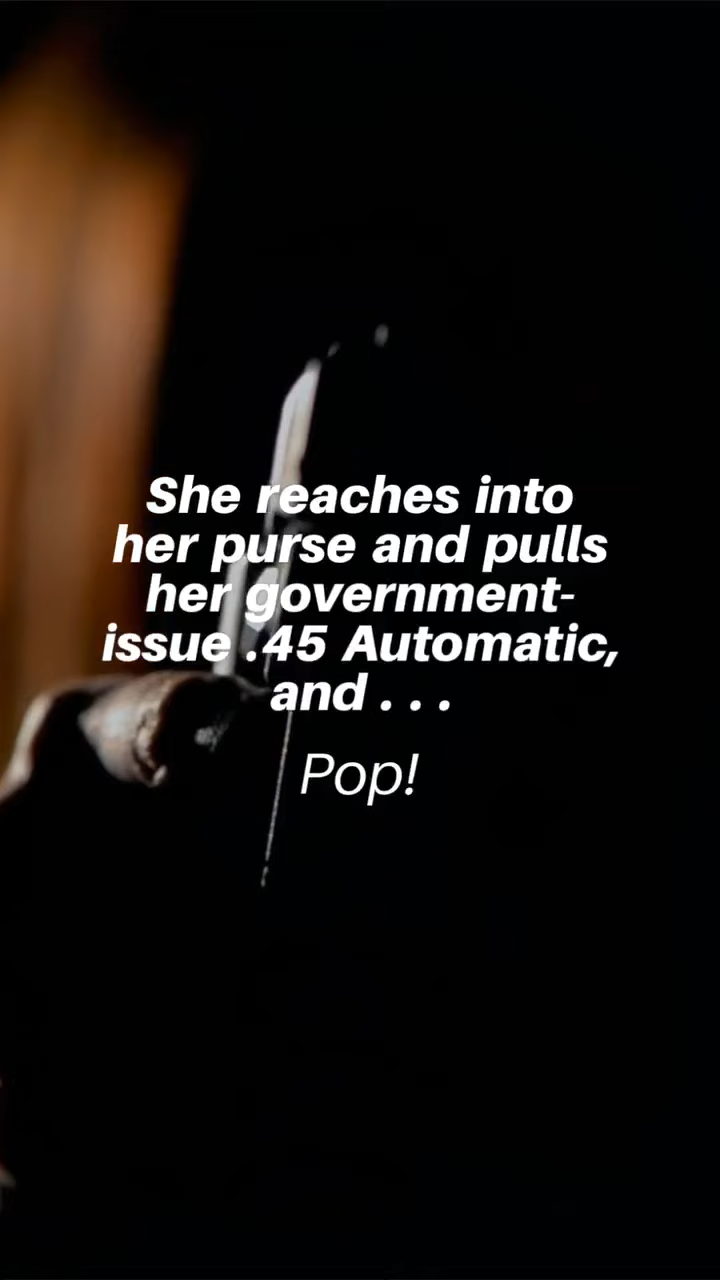 She reaches into
her purse and pulls
her government-
issue .45 Automatic,
and . . .
Pop!